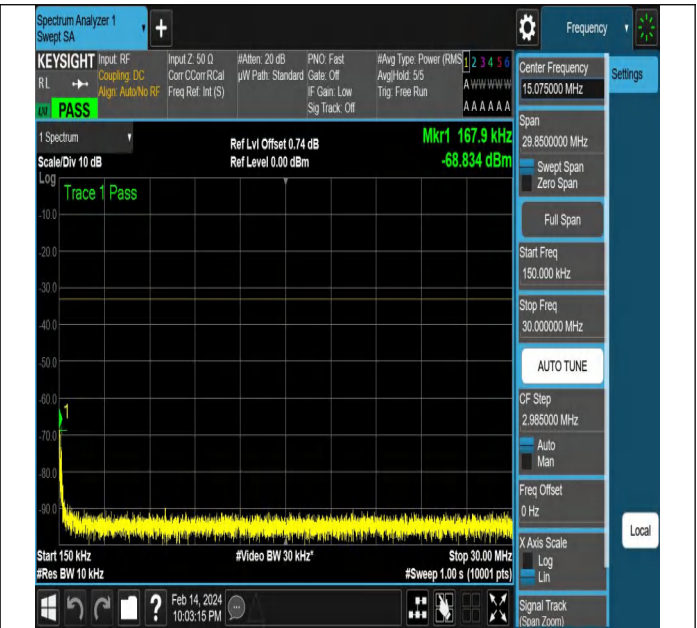 Spectrum Analyzer 1
Swept SA
+
Frequency
KEYSIGHT
RL
PASS
Input: RF
Coupling: DC
Align: Auto/No RF
Input Z: 50 Ω
Corr CCorr RCal
Freq Ref: Int (S)
#Atten: 20 dB
µW Path: Standard
PNO: Fast
Gate: Off
IF Gain: Low
Sig Track: Off
#Avg Type: Power (RMS
Avg|Hold: 5/5
Trig: Free Run
1 2 3 4 5 6
A W W W W W
A A A A A A
1 Spectrum
Scale/Div 10 dB
Ref Lvl Offset 0.74 dB
Ref Level 0.00 dBm
Mkr1 167.9 kHz
-68.834 dBm
Log
Trace 1 Pass
-10.0
-20.0
-30.0
-40.0
-50.0
-60.0
1
-70.0
-80.0
-90.0
Start 150 kHz
#Video BW 30 kHz*
Stop 30.00 MHz
#Res BW 10 kHz
#Sweep 1.00 s (10001 pts)
?
Feb 14, 2024
10:03:15 PM
Center Frequency
15.075000 MHz
Settings
Span
29.8500000 MHz
Swept Span
Zero Span
Full Span
Start Freq
150.000 kHz
Stop Freq
30.000000 MHz
AUTO TUNE
CF Step
2.985000 MHz
Auto
Man
Freq Offset
0 Hz
Local
X Axis Scale
Log
Lin
Signal Track
(Span Zoom)